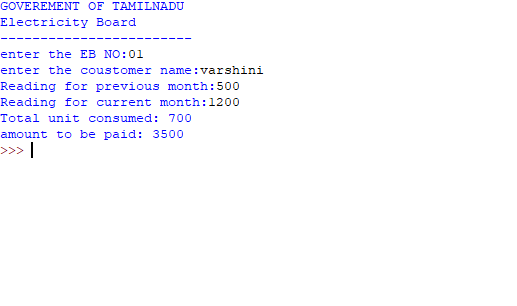 GOVEREMENT OF TAMILNADU
Electricity Board
------------------------
enter the EB NO:01
enter the coustomer name:varshini
Reading for previous month:500
Reading for current month:1200
Total unit consumed: 700
amount to be paid: 3500
>>>